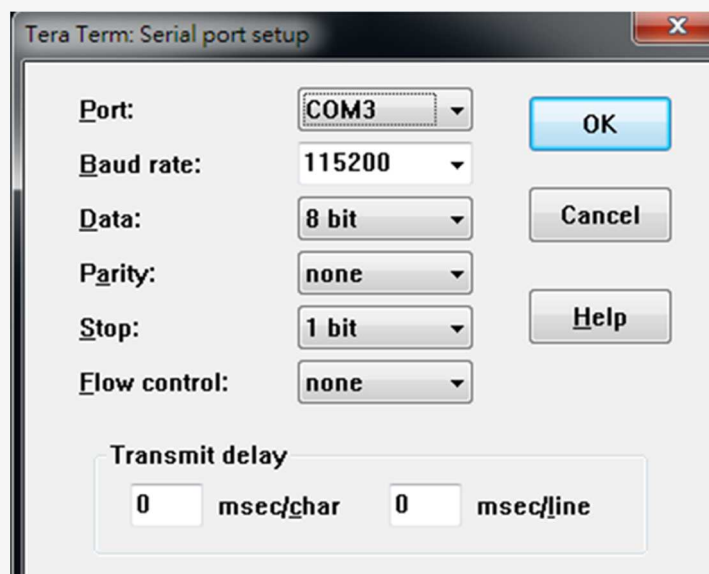 Tera Term: Serial port setup
Port: COM3 OK
Baud rate: 115200
Data: 8 bit Cancel
Parity: none
Stop: 1 bit Help
Flow control: none
Transmit delay
0 msec/char 0 msec/line